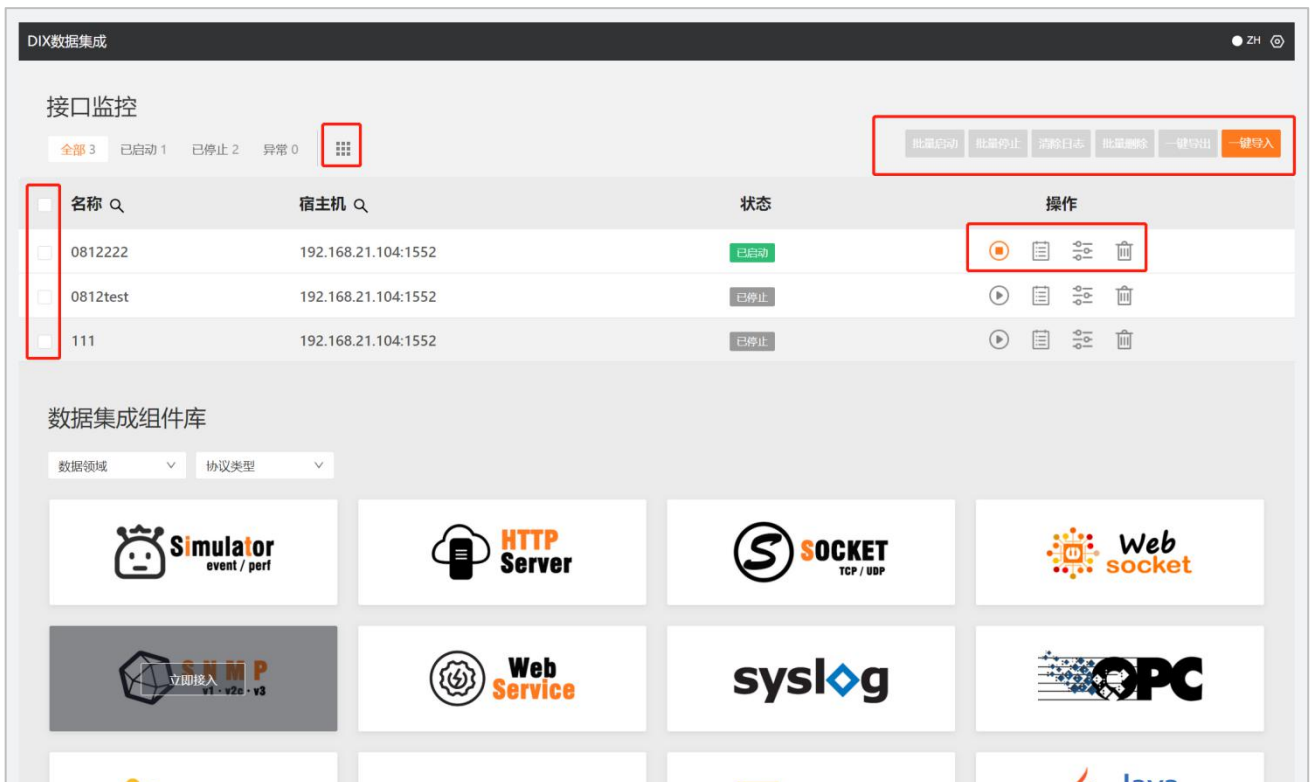 DIX数据集成 ZH
接口监控
全部 3 已启动 1 已停止 2 异常 0 批量启动 批量停止 清除日志 批量删除 一键导出 一键导入
名称 宿主机 状态 操作
0812222 192.168.21.104:1552 已启动
0812test 192.168.21.104:1552 已停止
111 192.168.21.104:1552 已停止
数据集成组件库
数据领域 协议类型
Simulator HTTP SOCKET Web
event / perf Server TCP / UDP socket
SNMP Web syslog OPC
立即接入 Service
v1 · v2c · v3
Java